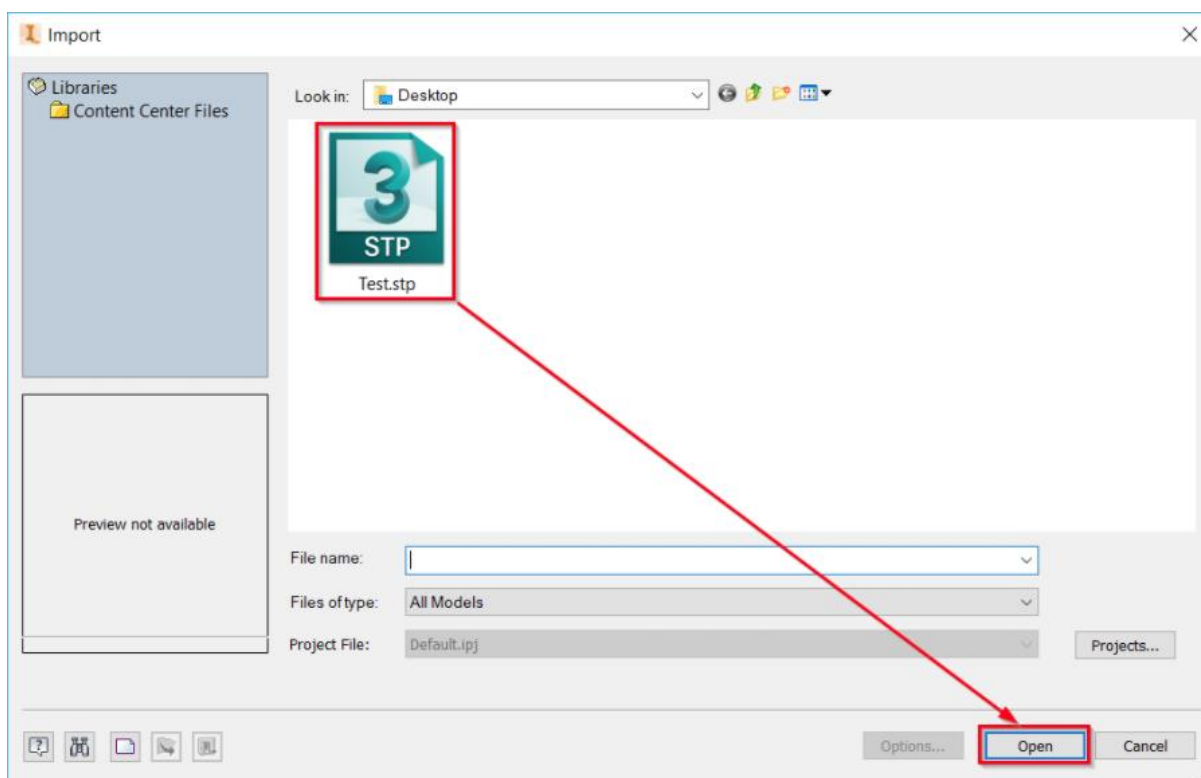 Import
Libraries
Content Center Files
Look in: Desktop
3
STP
Test.stp
Preview not available
File name:
Files of type: All Models
Project File: Default.ipj Projects...
? Options... Open Cancel